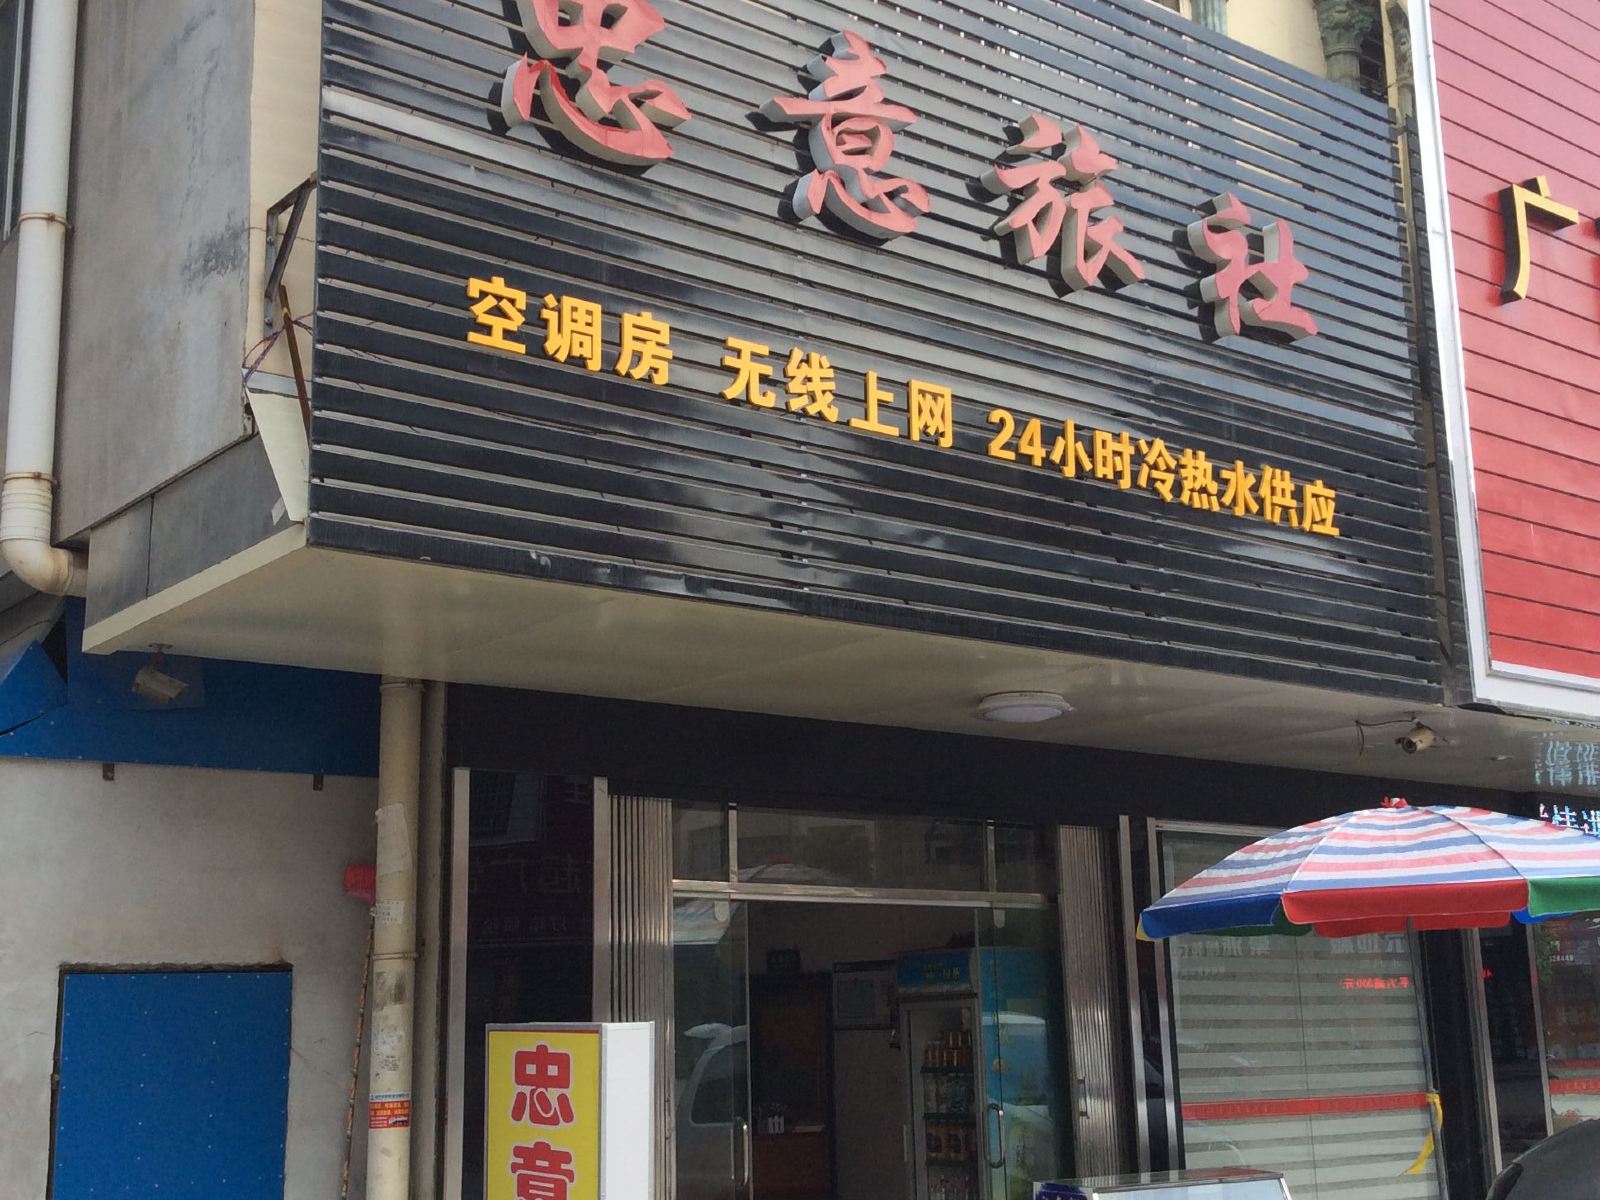 忠意旅社
空调房 无线上网 24小时冷热水供应
广
忠意